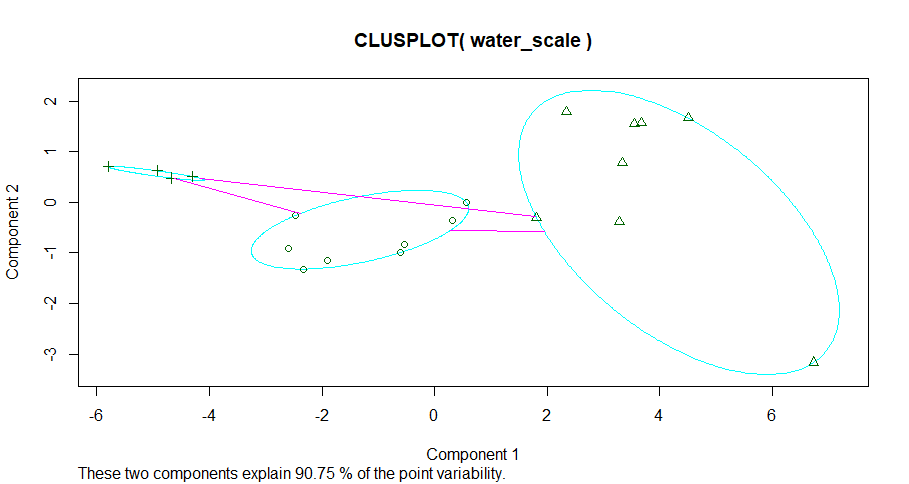 CLUSPLOT( water_scale )
2
1
0
-1
-2
-3
Component 2
-6 -4 -2 0 2 4 6
Component 1
These two components explain 90.75 % of the point variability.